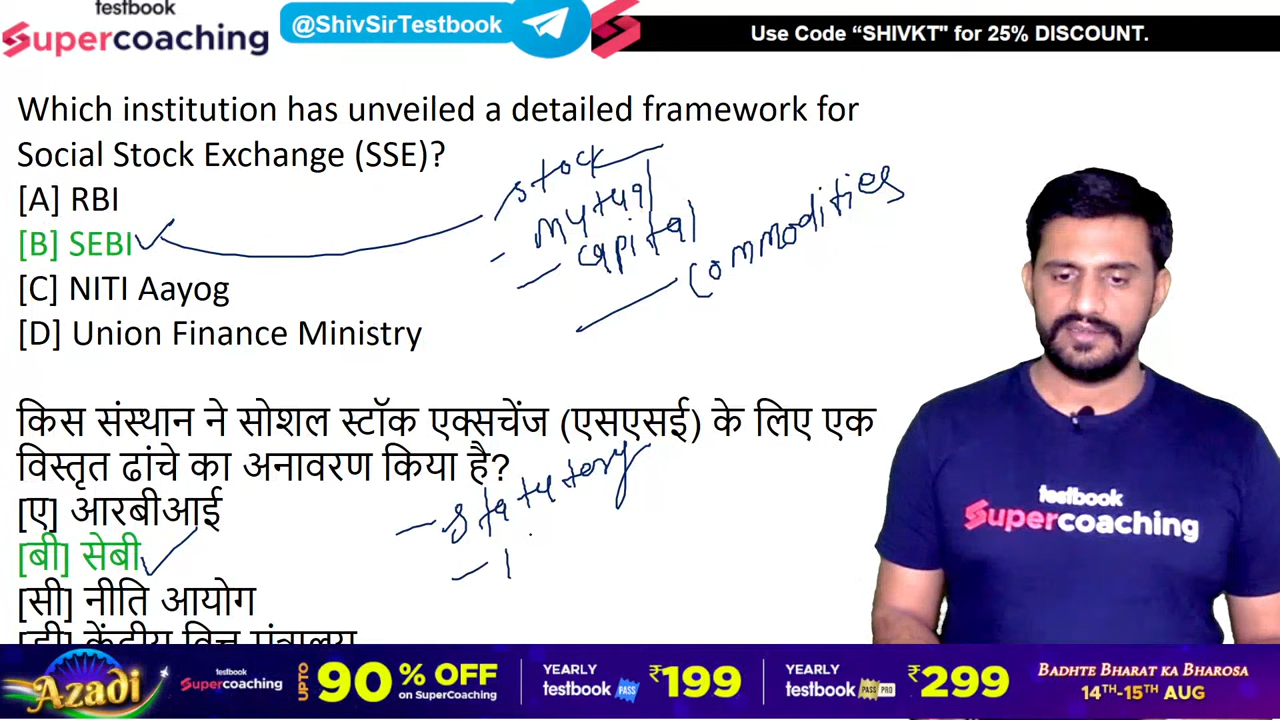 testbook
Supercoaching
@ShivSirTestbook
Use Code “SHIVKT" for 25% DISCOUNT.
Which institution has unveiled a detailed framework for
Social Stock Exchange (SSE)?
[A] RBI
[B] SEBI
[C] NITI Aayog
[D] Union Finance Ministry
stock
mutual
capital
commodities
किस संस्थान ने सोशल स्टॉक एक्सचेंज (एसएसई) के लिए एक
विस्तृत ढांचे का अनावरण किया है?
[ए] आरबीआई
[बी] सेबी
[सी] नीति आयोग
[डी] केंद्रीय वित्त मंत्रालय
statutory
testbook
Supercoaching
Azadi
testbook
Supercoaching
UPTO 90% OFF
on SuperCoaching
YEARLY
testbook PASS
₹199
YEARLY
testbook PASS PRO
₹299
BADHTE BHARAT KA BHAROSA
14TH-15TH AUG